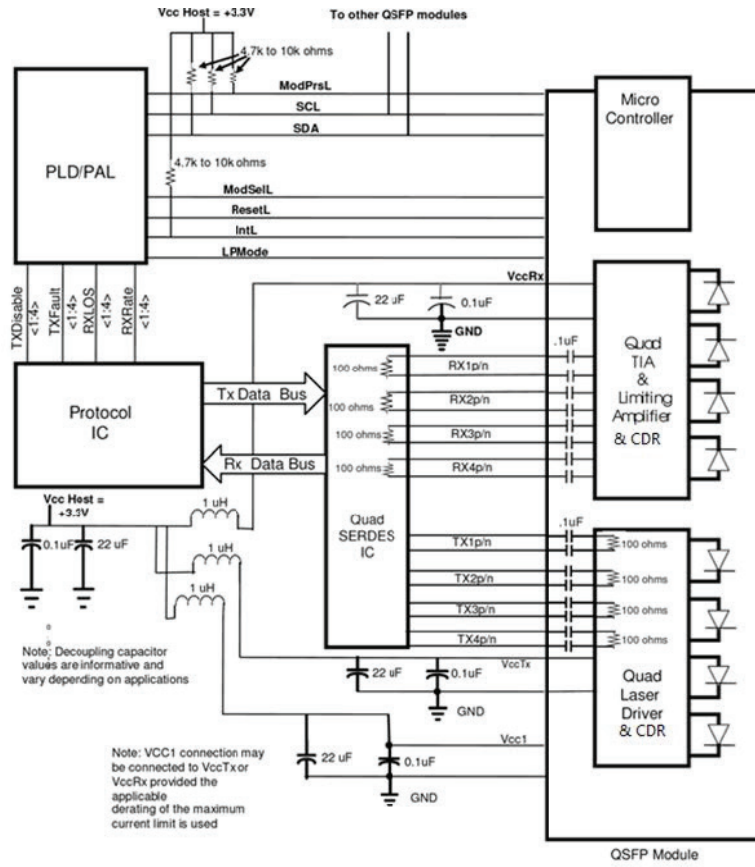 Vcc Host = +3.3V
To other QSFP modules
4.7k to 10k ohms
ModPrsL
SCL
SDA
Micro
Controller
PLD/PAL
4.7k to 10k ohms
ModSelL
ResetL
IntL
LPMode
TXDisable
<1:4>
TXFault
<1:4>
RXLOS
<1:4>
RXRate
<1:4>
VccRx
22 uF
0.1uF
GND
.1uF
100 ohms
RX1p/n
100 ohms
RX2p/n
100 ohms
RX3p/n
100 ohms
RX4p/n
Quad
TIA
&
Limiting
Amplifier
& CDR
Protocol
IC
Tx Data Bus
Rx Data Bus
Quad
SERDES
IC
Vcc Host =
+3.3V
0.1uF
22 uF
1 uH
1 uH
1 uH
.1uF
TX1p/n
100 ohms
TX2p/n
100 ohms
TX3p/n
100 ohms
TX4p/n
100 ohms
Note: Decoupling capacitor
values are informative and
vary depending on applications
VccTx
22 uF
0.1uF
GND
Quad
Laser
Driver
& CDR
Note: VCC1 connection may
be connected to VccTx or
VccRx provided the
applicable
derating of the maximum
current limit is used
Vcc1
22 uF
0.1uF
GND
QSFP Module